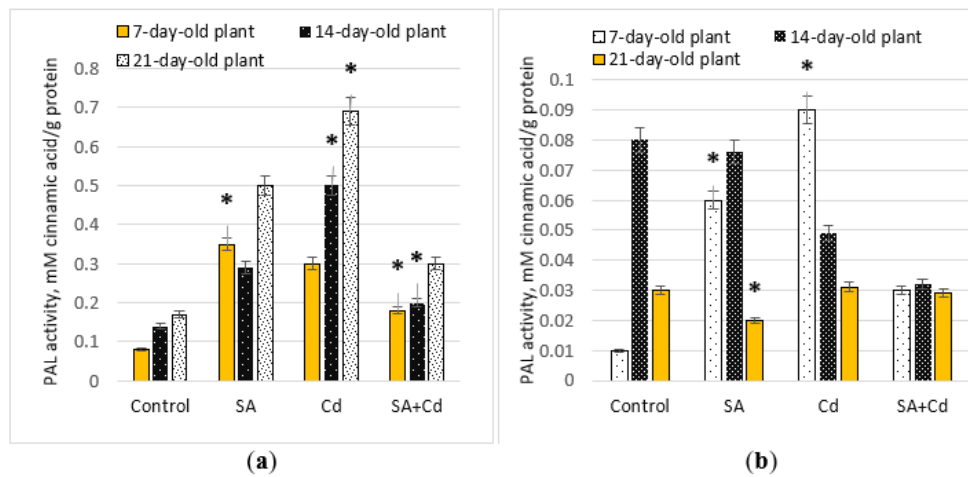 7-day-old plant
14-day-old plant
21-day-old plant
PAL activity, mM cinnamic acid/g protein
0.8
0.7
0.6
0.5
0.4
0.3
0.2
0.1
0
*
*
*
*
*
Control
SA
Cd
SA+Cd
(a)
7-day-old plant
14-day-old plant
21-day-old plant
PAL activity, mM cinnamic acid/g protein
0.1
0.09
0.08
0.07
0.06
0.05
0.04
0.03
0.02
0.01
0
*
*
*
Control
SA
Cd
SA+Cd
(b)